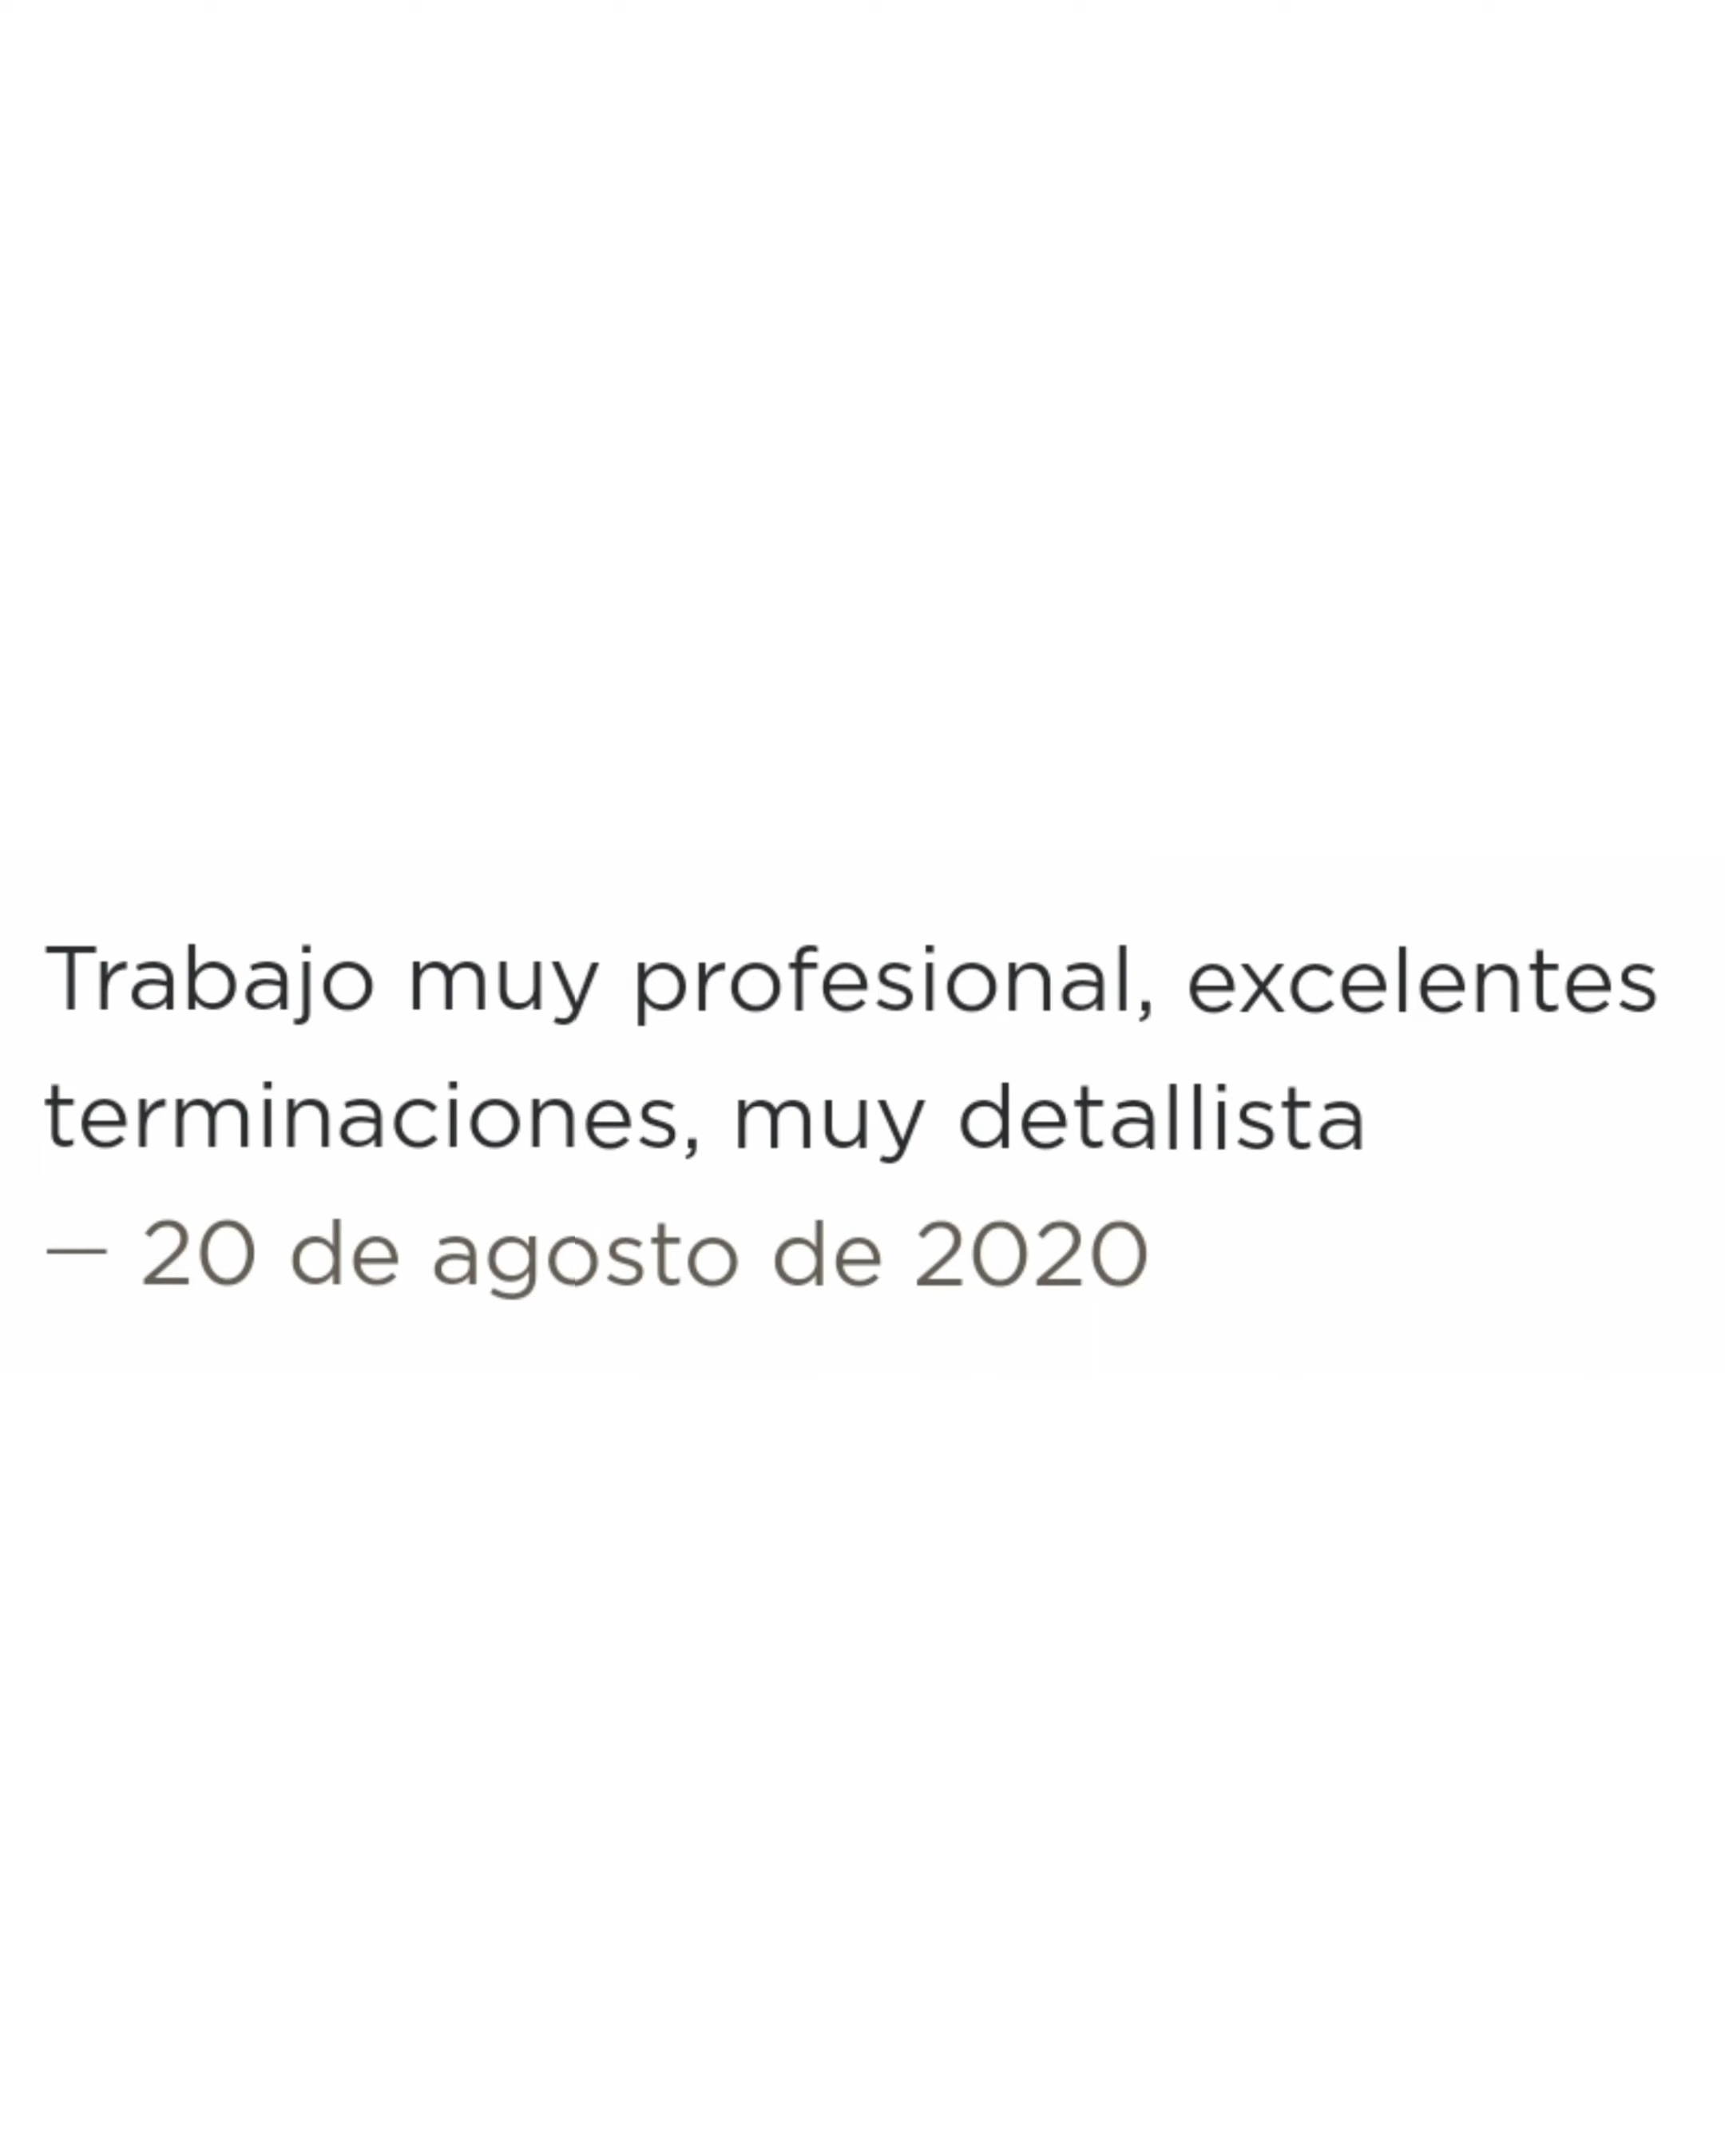 Trabajo muy profesional, excelentes
terminaciones, muy detallista
— 20 de agosto de 2020